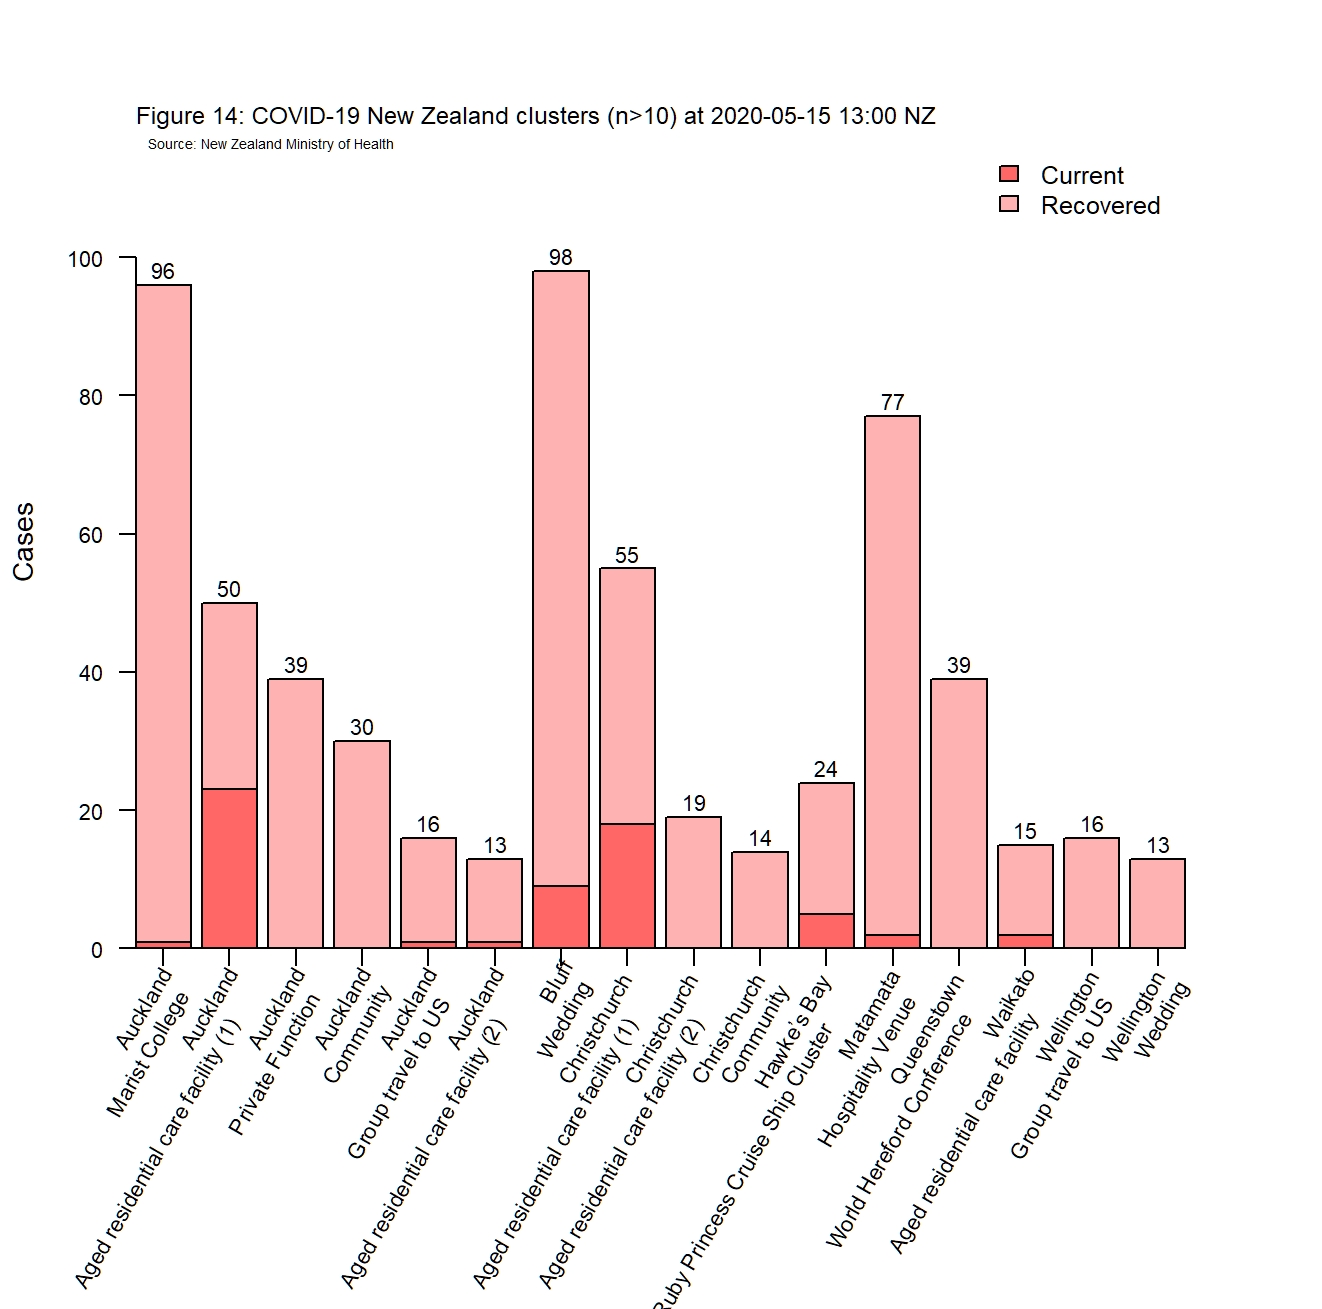 Figure 14: COVID-19 New Zealand clusters (n>10) at 2020-05-15 13:00 NZ
Source: New Zealand Ministry of Health
Current
Recovered
Cases
100
80
60
40
20
0
96
50
39
30
16
13
98
55
19
14
24
77
39
15
16
13
Auckland
Marist College
Auckland
Aged residential care facility (1)
Auckland
Private Function
Auckland
Community
Auckland
Group travel to US
Auckland
Aged residential care facility (2)
Bluff
Wedding
Christchurch
Aged residential care facility (1)
Christchurch
Aged residential care facility (2)
Christchurch
Community
Hawke's Bay
Ruby Princess Cruise Ship Cluster
Matamata
Hospitality Venue
Queenstown
World Hereford Conference
Waikato
Aged residential care facility
Wellington
Group travel to US
Wellington
Wedding